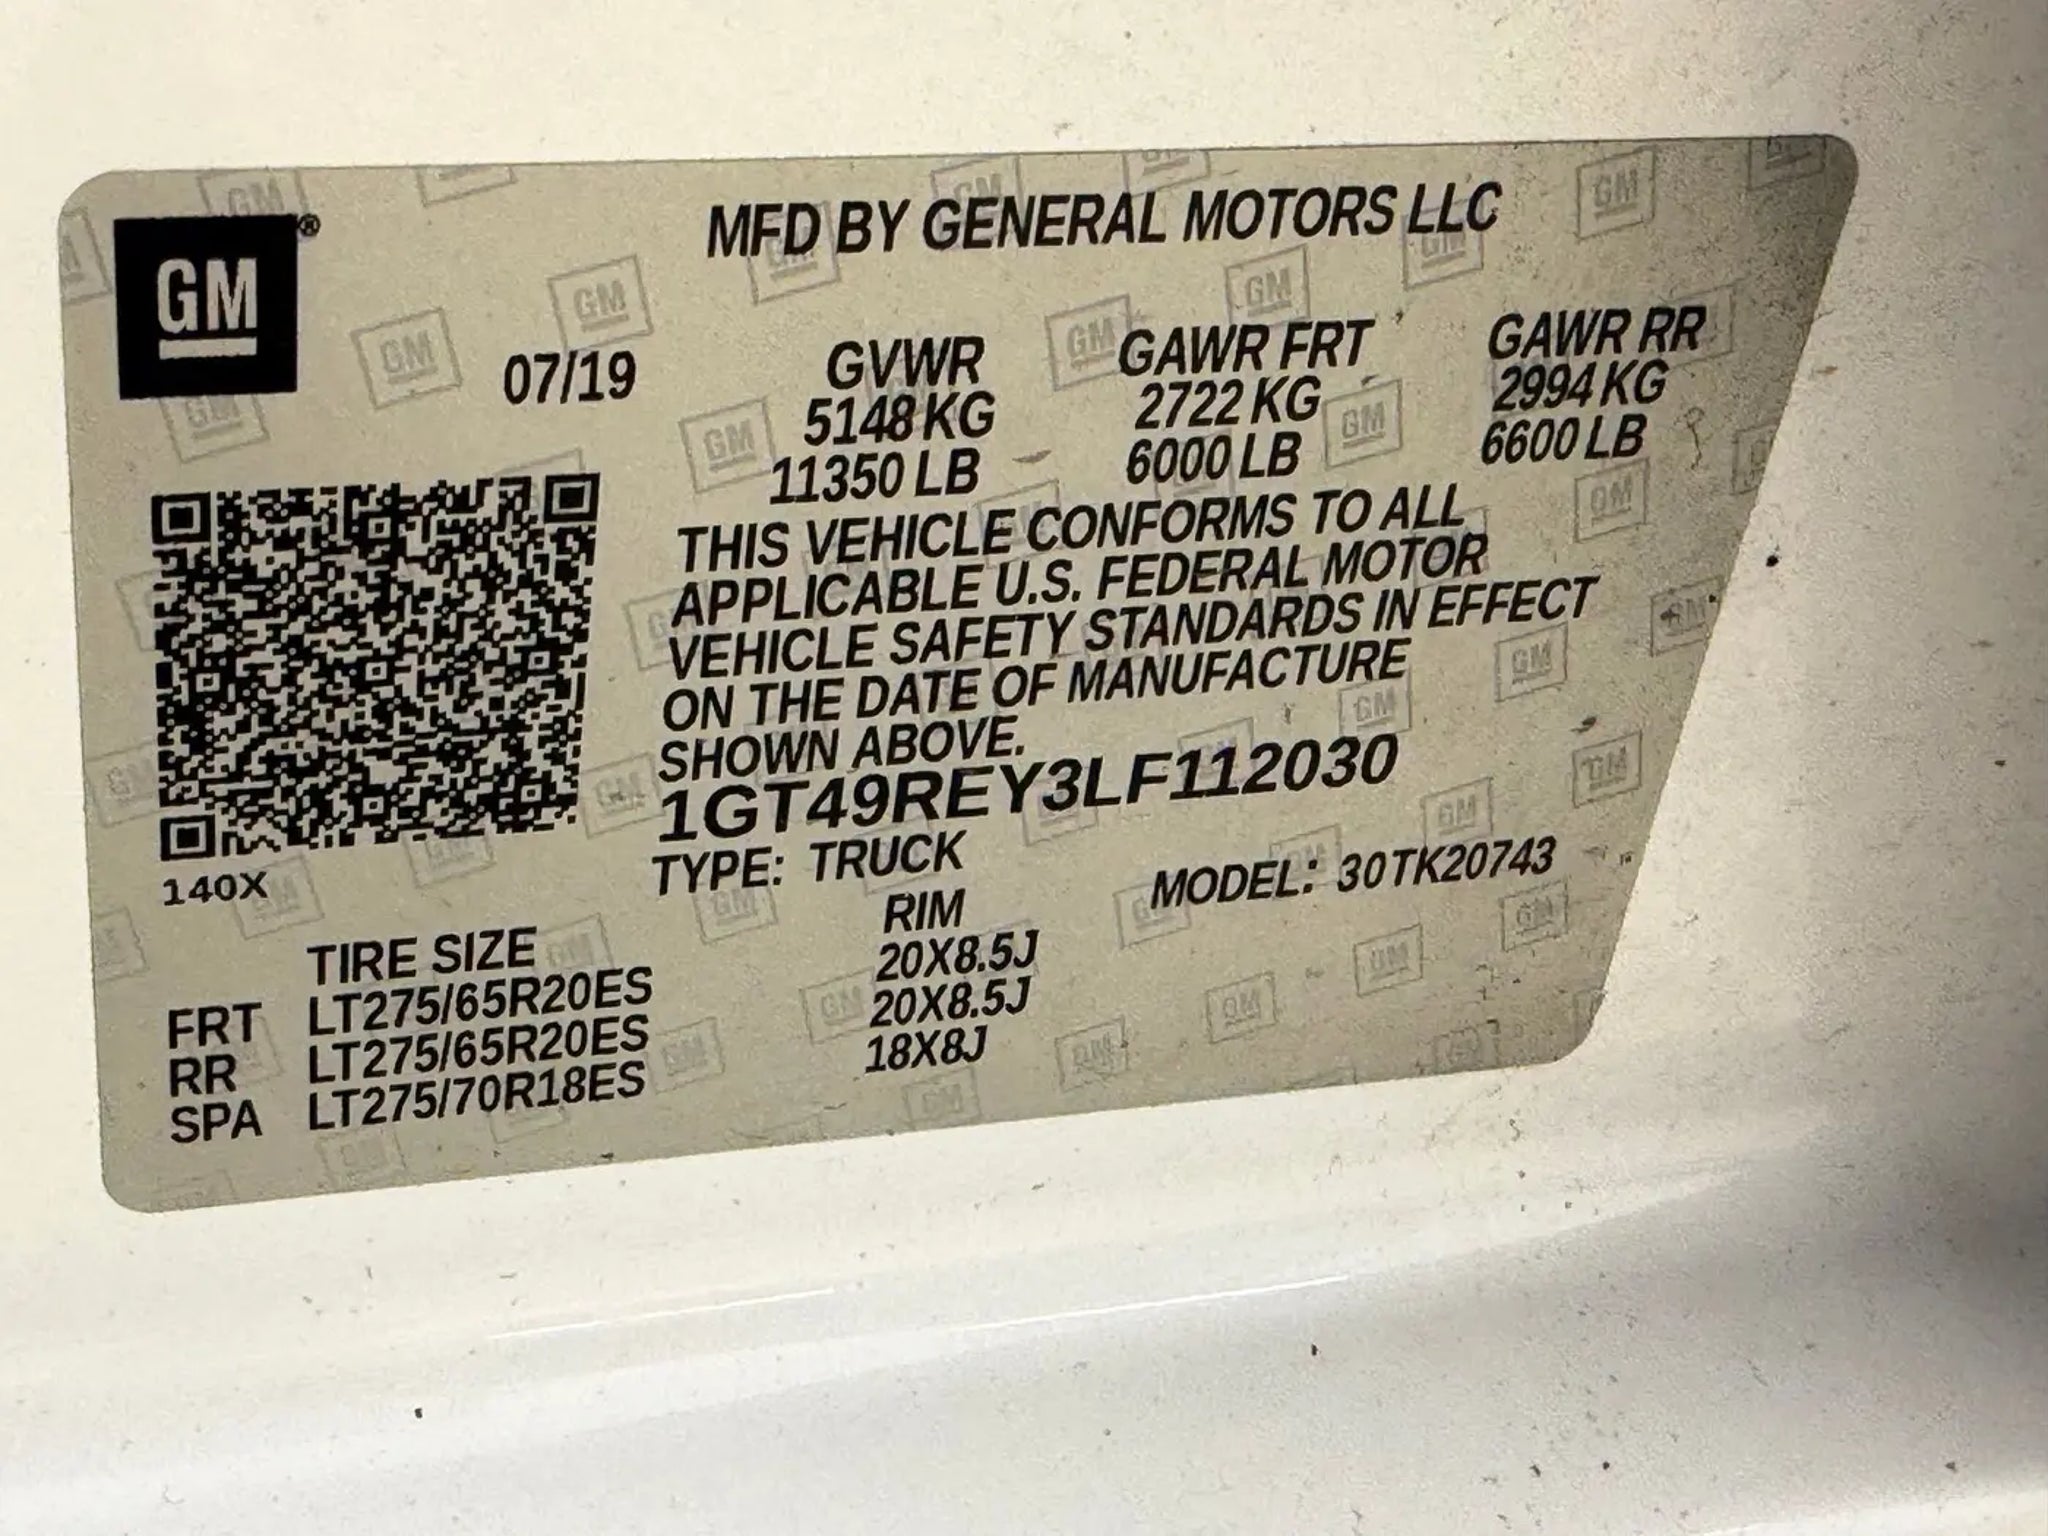 GM®
MFD BY GENERAL MOTORS LLC
07/19
GVWR GAWR FRT GAWR RR
5148 KG 2722 KG 2994 KG
11350 LB 6000 LB 6600 LB
THIS VEHICLE CONFORMS TO ALL
APPLICABLE U.S. FEDERAL MOTOR
VEHICLE SAFETY STANDARDS IN EFFECT
ON THE DATE OF MANUFACTURE
SHOWN ABOVE.
1GT49REY3LF112030
TYPE: TRUCK MODEL: 30TK20743
140X
TIRE SIZE RIM
FRT LT275/65R20ES 20X8.5J
RR LT275/65R20ES 20X8.5J
SPA LT275/70R18ES 18X8J